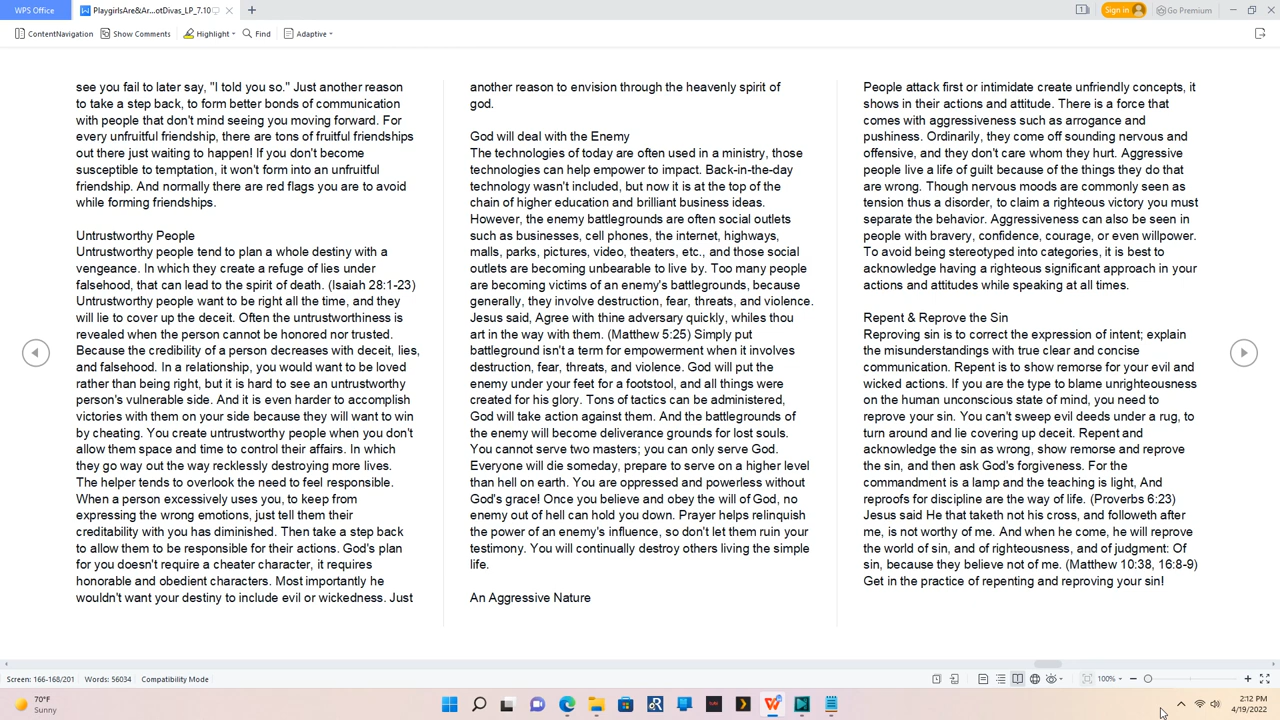 WPS Office
PlaygirlsAre&Ar...otDivas_LP_7.10
1
Sign in
Go Premium
ContentNavigation
Show Comments
Highlight
Find
Adaptive
see you fail to later say, "I told you so." Just another reason
to take a step back, to form better bonds of communication
with people that don't mind seeing you moving forward. For
every unfruitful friendship, there are tons of fruitful friendships
out there just waiting to happen! If you don't become
susceptible to temptation, it won't form into an unfruitful
friendship. And normally there are red flags you are to avoid
while forming friendships.
Untrustworthy People
Untrustworthy people tend to plan a whole destiny with a
vengeance. In which they create a refuge of lies under
falsehood, that can lead to the spirit of death. (Isaiah 28:1-23)
Untrustworthy people want to be right all the time, and they
will lie to cover up the deceit. Often the untrustworthiness is
revealed when the person cannot be honored nor trusted.
Because the credibility of a person decreases with deceit, lies,
and falsehood. In a relationship, you would want to be loved
rather than being right, but it is hard to see an untrustworthy
person's vulnerable side. And it is even harder to accomplish
victories with them on your side because they will want to win
by cheating. You create untrustworthy people when you don't
allow them space and time to control their affairs. In which
they go way out the way recklessly destroying more lives.
The helper tends to overlook the need to feel responsible.
When a person excessively uses you, to keep from
expressing the wrong emotions, just tell them their
creditability with you has diminished. Then take a step back
to allow them to be responsible for their actions. God's plan
for you doesn't require a cheater character, it requires
honorable and obedient characters. Most importantly he
wouldn't want your destiny to include evil or wickedness. Just
another reason to envision through the heavenly spirit of
god.
God will deal with the Enemy
The technologies of today are often used in a ministry, those
technologies can help empower to impact. Back-in-the-day
technology wasn't included, but now it is at the top of the
chain of higher education and brilliant business ideas.
However, the enemy battlegrounds are often social outlets
such as businesses, cell phones, the internet, highways,
malls, parks, pictures, video, theaters, etc., and those social
outlets are becoming unbearable to live by. Too many people
are becoming victims of an enemy's battlegrounds, because
generally, they involve destruction, fear, threats, and violence.
Jesus said, Agree with thine adversary quickly, whiles thou
art in the way with them. (Matthew 5:25) Simply put
battleground isn't a term for empowerment when it involves
destruction, fear, threats, and violence. God will put the
enemy under your feet for a footstool, and all things were
created for his glory. Tons of tactics can be administered,
God will take action against them. And the battlegrounds of
the enemy will become deliverance grounds for lost souls.
You cannot serve two masters; you can only serve God.
Everyone will die someday, prepare to serve on a higher level
than hell on earth. You are oppressed and powerless without
God's grace! Once you believe and obey the will of God, no
enemy out of hell can hold you down. Prayer helps relinquish
the power of an enemy's influence, so don't let them ruin your
testimony. You will continually destroy others living the simple
life.
An Aggressive Nature
People attack first or intimidate create unfriendly concepts, it
shows in their actions and attitude. There is a force that
comes with aggressiveness such as arrogance and
pushiness. Ordinarily, they come off sounding nervous and
offensive, and they don't care whom they hurt. Aggressive
people live a life of guilt because of the things they do that
are wrong. Though nervous moods are commonly seen as
tension thus a disorder, to claim a righteous victory you must
separate the behavior. Aggressiveness can also be seen in
people with bravery, confidence, courage, or even willpower.
To avoid being stereotyped into categories, it is best to
acknowledge having a righteous significant approach in your
actions and attitudes while speaking at all times.
Repent & Reprove the Sin
Reproving sin is to correct the expression of intent; explain
the misunderstandings with true clear and concise
communication. Repent is to show remorse for your evil and
wicked actions. If you are the type to blame unrighteousness
on the human unconscious state of mind, you need to
reprove your sin. You can't sweep evil deeds under a rug, to
turn around and lie covering up deceit. Repent and
acknowledge the sin as wrong, show remorse and reprove
the sin, and then ask God's forgiveness. For the
commandment is a lamp and the teaching is light, And
reproofs for discipline are the way of life. (Proverbs 6:23)
Jesus said He that taketh not his cross, and followeth after
me, is not worthy of me. And when he come, he will reprove
the world of sin, and of righteousness, and of judgment: Of
sin, because they believe not of me. (Matthew 10:38, 16:8-9)
Get in the practice of repenting and reproving your sin!
Screen: 166-168/201
Words: 56034
Compatibility Mode
100%
70°F
Sunny
2:12 PM
4/19/2022